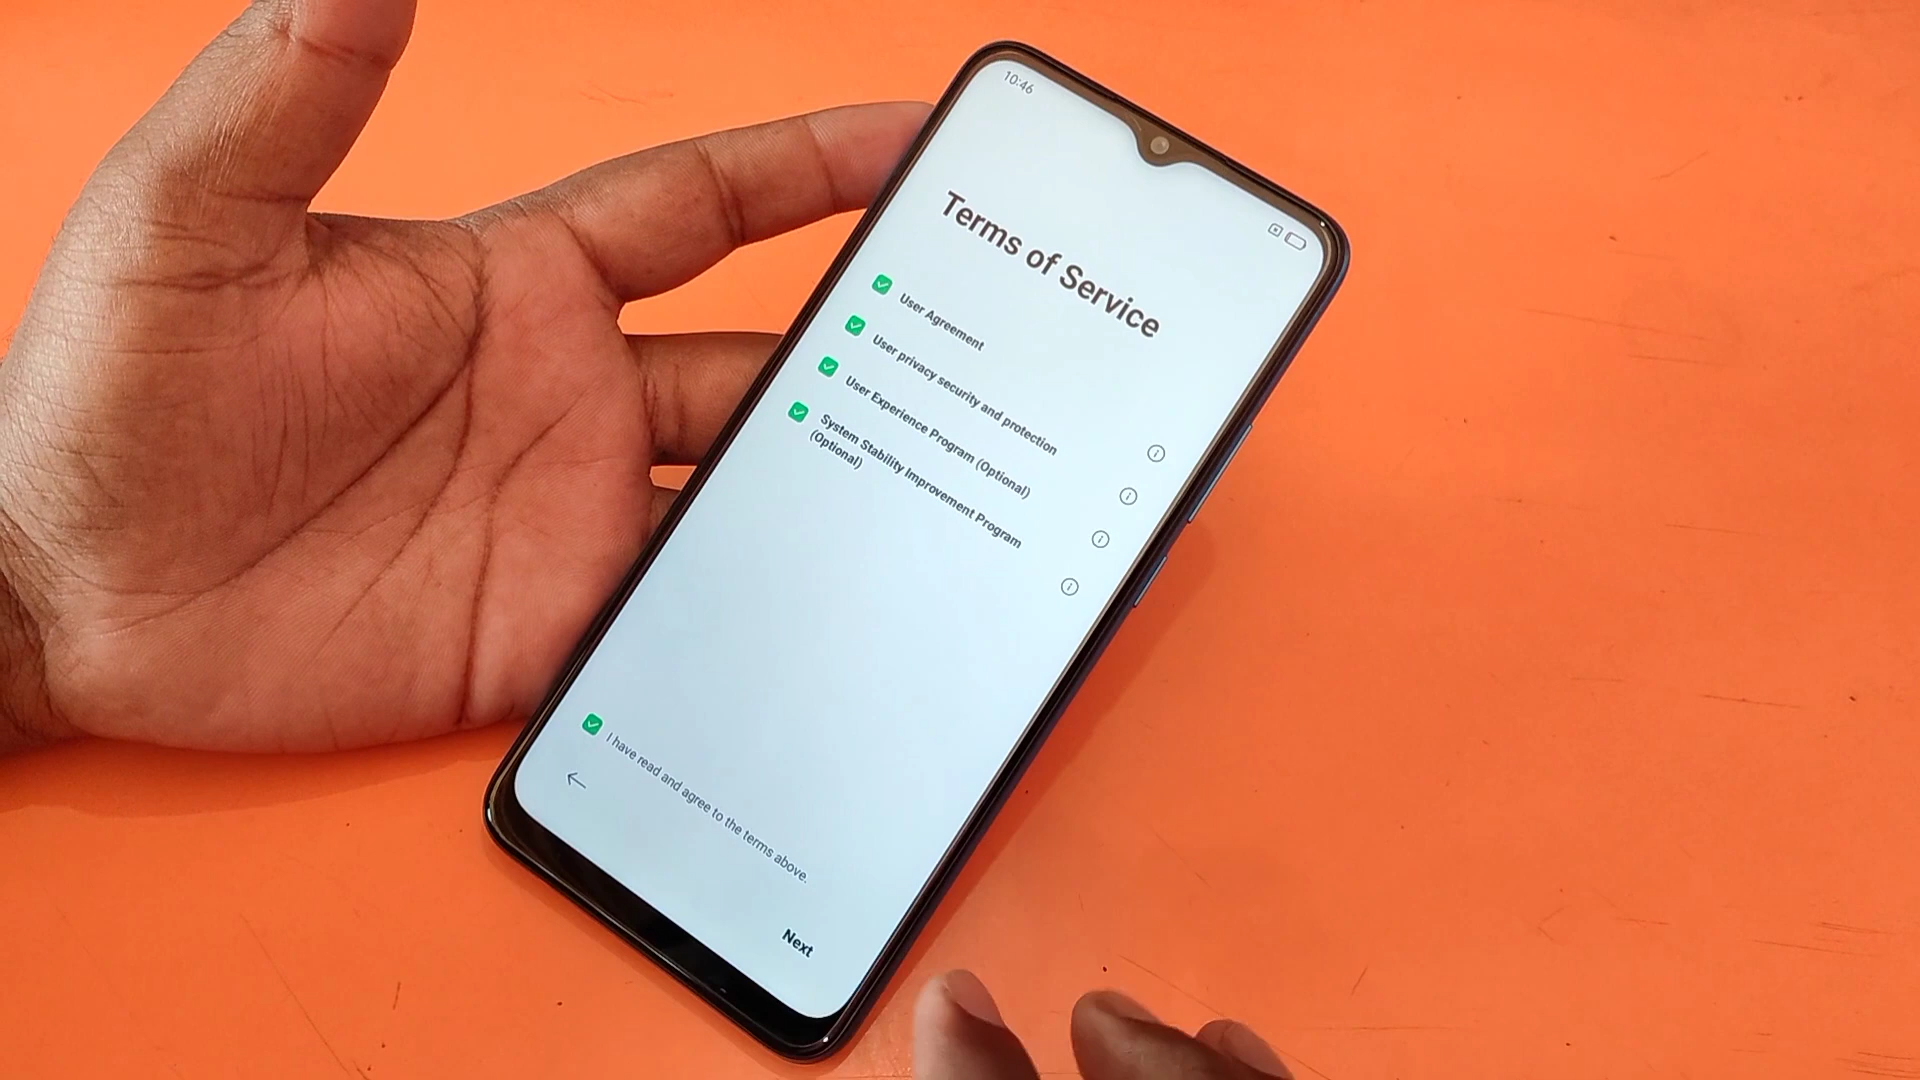 10:46
Terms of Service
User Agreement
User privacy security and protection
User Experience Program (Optional)
System Stability Improvement Program
(Optional)
I have read and agree to the terms above.
Next